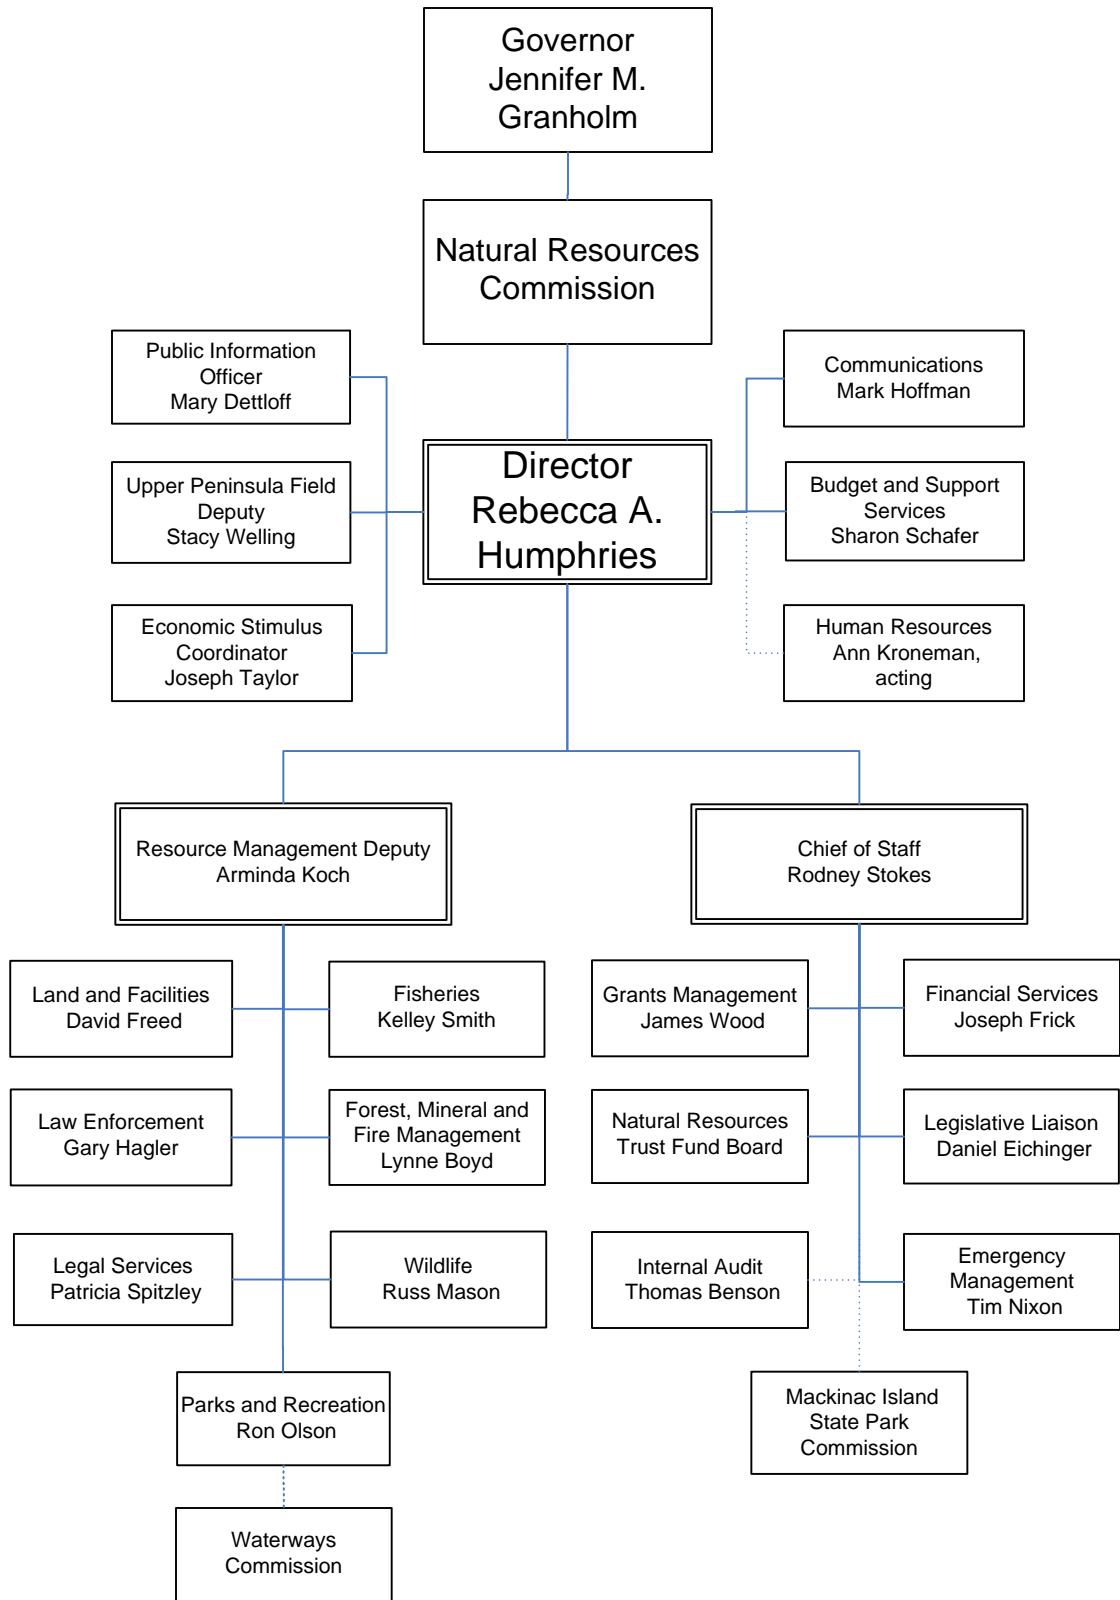 Governor
Jennifer M.
Granholm
Natural Resources
Commission
Public Information
Officer
Mary Dettloff
Communications
Mark Hoffman
Upper Peninsula Field
Deputy
Stacy Welling
Director
Rebecca A.
Humphries
Budget and Support
Services
Sharon Schafer
Economic Stimulus
Coordinator
Joseph Taylor
Human Resources
Ann Kroneman,
acting
Resource Management Deputy
Arminda Koch
Chief of Staff
Rodney Stokes
Land and Facilities
David Freed
Fisheries
Kelley Smith
Grants Management
James Wood
Financial Services
Joseph Frick
Law Enforcement
Gary Hagler
Forest, Mineral and
Fire Management
Lynne Boyd
Natural Resources
Trust Fund Board
Legislative Liaison
Daniel Eichinger
Legal Services
Patricia Spitzley
Wildlife
Russ Mason
Internal Audit
Thomas Benson
Emergency
Management
Tim Nixon
Parks and Recreation
Ron Olson
Mackinac Island
State Park
Commission
Waterways
Commission